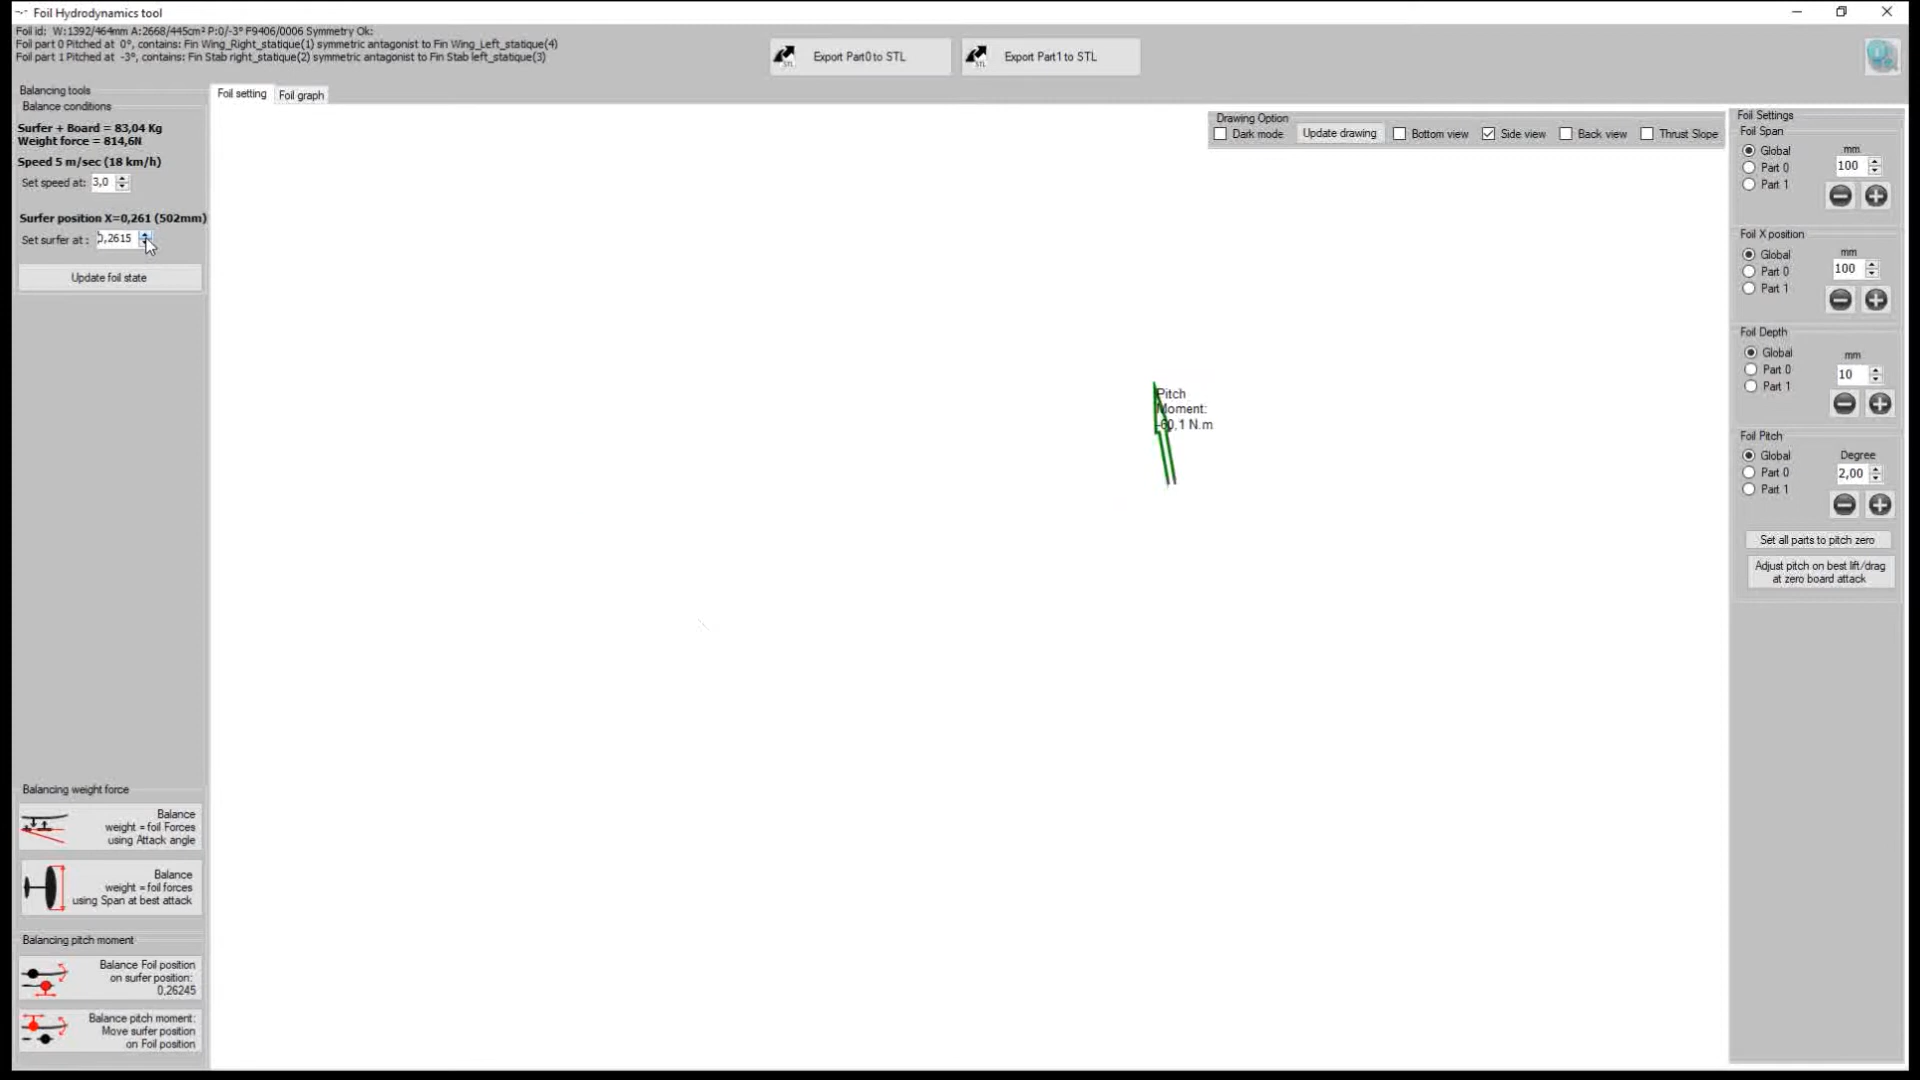 Foil Hydrodynamics tool
Foil id: W:1392/464mm A:2668/445cm² P:0/-3° F9406/0006 Symmetry Ok:
Foil part 0 Pitched at 0°, contains: Fin Wing_Right_statique(1) symmetric antagonist to Fin Wing_Left_statique(4)
Foil part 1 Pitched at -3°, contains: Fin Stab right_statique(2) symmetric antagonist to Fin Stab left_statique(3)
STL Export Part0 to STL
STL Export Part1 to STL
Balancing tools
Balance conditions
Surfer + Board = 83,04 Kg
Weight force = 814,6N
Speed 5 m/sec (18 km/h)
Set speed at: 3,0
Surfer position X=0,261 (502mm)
Set surfer at : 0,2615
Update foil state
Foil setting
Foil graph
Drawing Option
Dark mode
Update drawing
Bottom view
Side view
Back view
Thrust Slope
Pitch
Moment:
-60,1 N.m
Foil Settings
Foil Span
Global
Part 0
Part 1
mm
100
Foil X position
Global
Part 0
Part 1
mm
100
Foil Depth
Global
Part 0
Part 1
mm
10
Foil Pitch
Global
Part 0
Part 1
Degree
2,00
Set all parts to pitch zero
Adjust pitch on best lift/drag
at zero board attack
Balancing weight force
Balance
weight = foil Forces
using Attack angle
Balance
weight = foil forces
using Span at best attack
Balancing pitch moment
Balance Foil position
on surfer position:
0,26245
Balance pitch moment:
Move surfer position
on Foil position